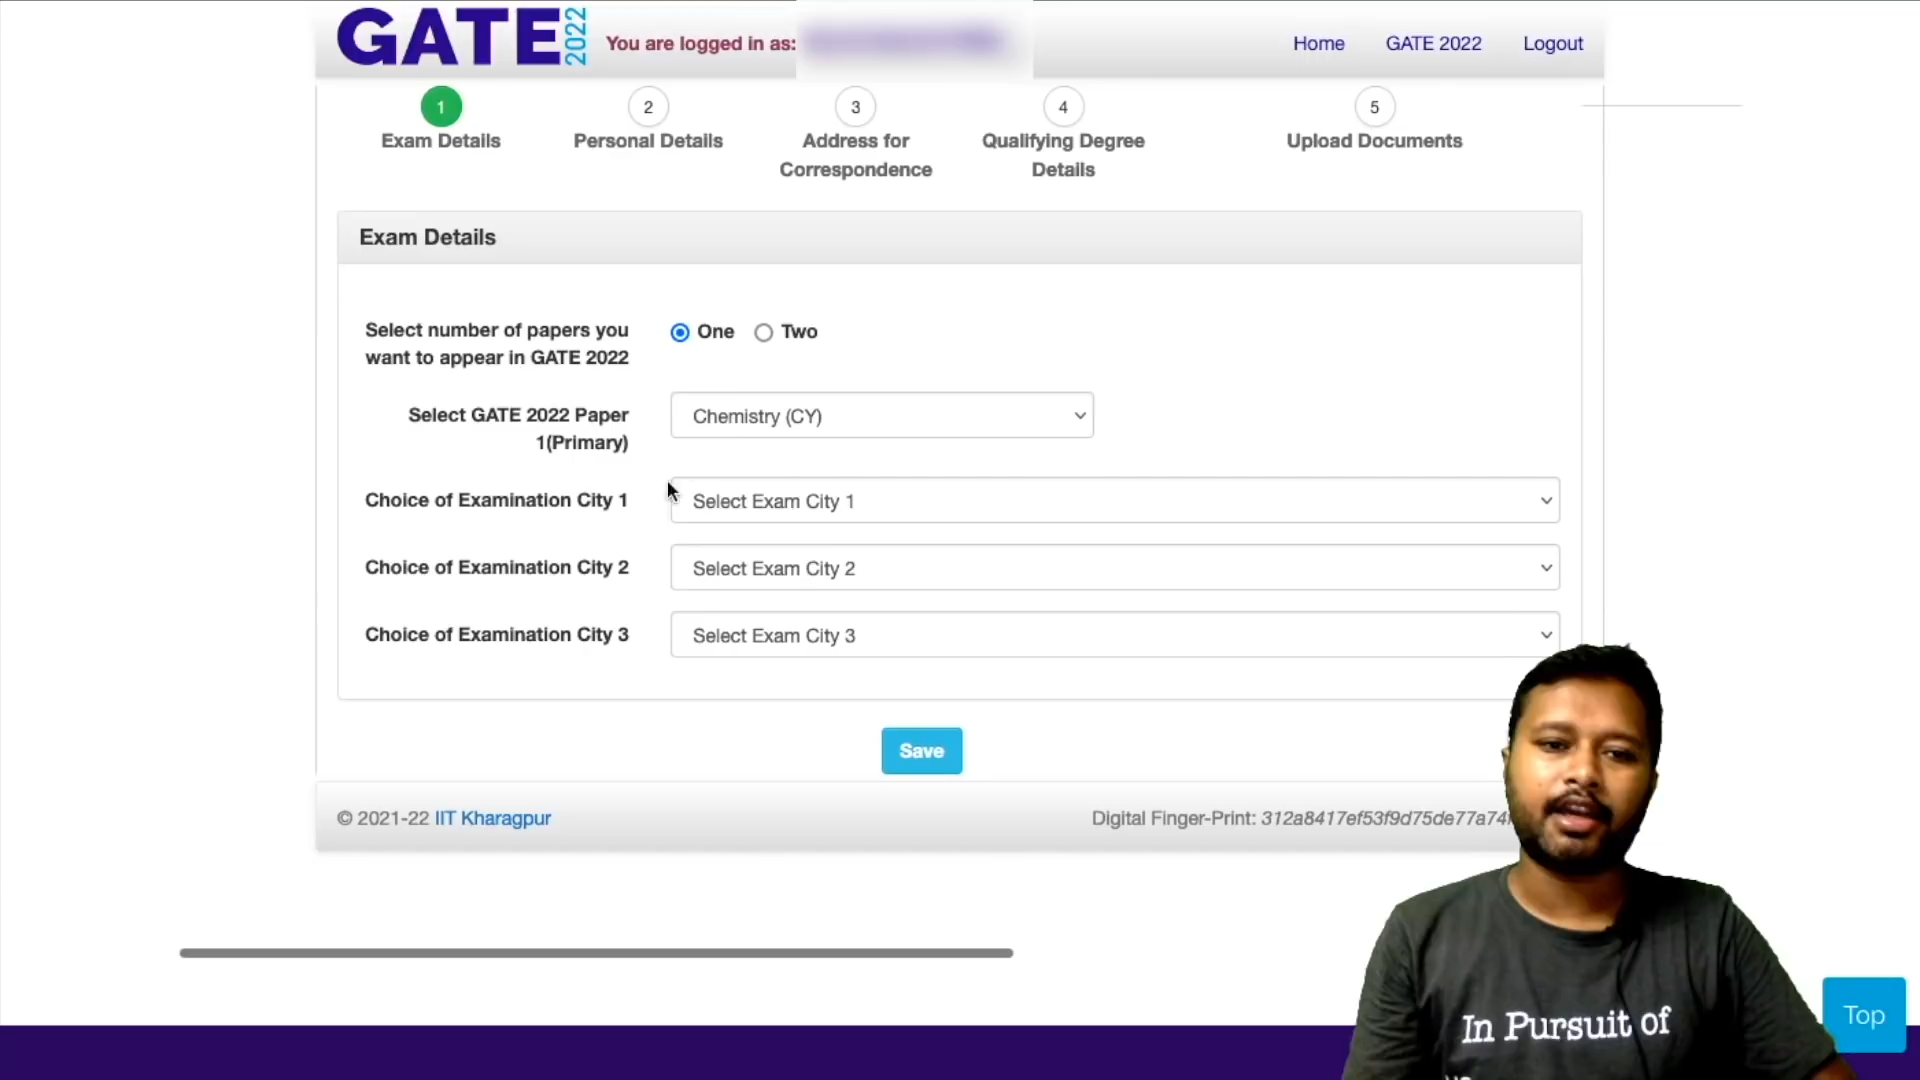 GATE 2022
You are logged in as:
Home GATE 2022 Logout
1 2 3 4 5
Exam Details
Personal Details
Address for
Correspondence
Qualifying Degree
Details
Upload Documents
Exam Details
Select number of papers you
want to appear in GATE 2022
One Two
Select GATE 2022 Paper
1(Primary)
Chemistry (CY)
Choice of Examination City 1
Select Exam City 1
Choice of Examination City 2
Select Exam City 2
Choice of Examination City 3
Select Exam City 3
Save
© 2021-22 IIT Kharagpur
Digital Finger-Print: 312a8417ef53f9d75de77a74
In Pursuit of
Top